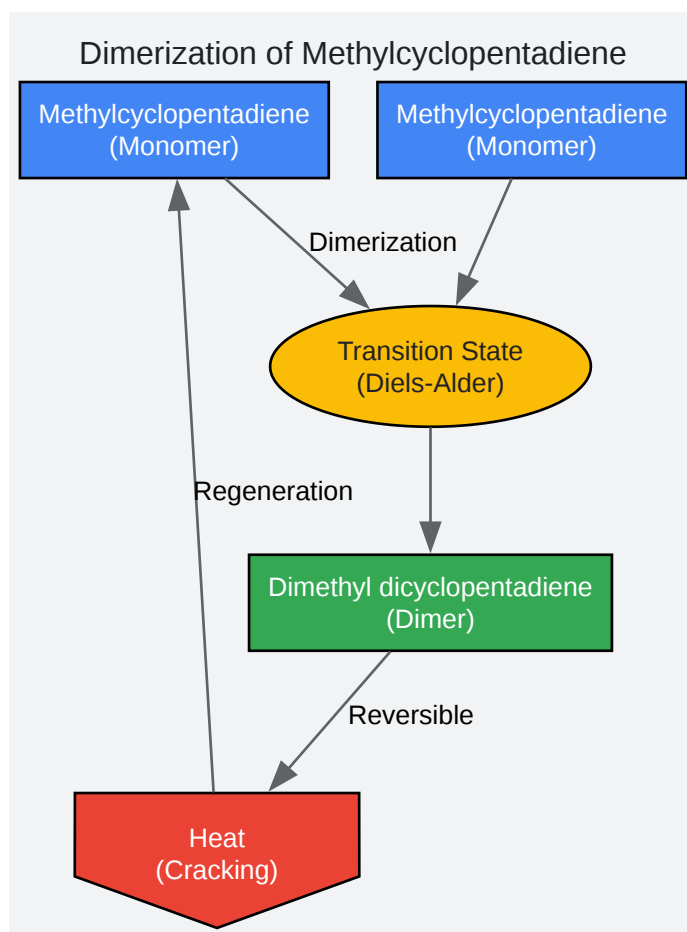 Dimerization of Methylcyclopentadiene
Methylcyclopentadiene
(Monomer)
Methylcyclopentadiene
(Monomer)
Dimerization
Transition State
(Diels-Alder)
Regeneration
Dimethyl dicyclopentadiene
(Dimer)
Reversible
Heat
(Cracking)